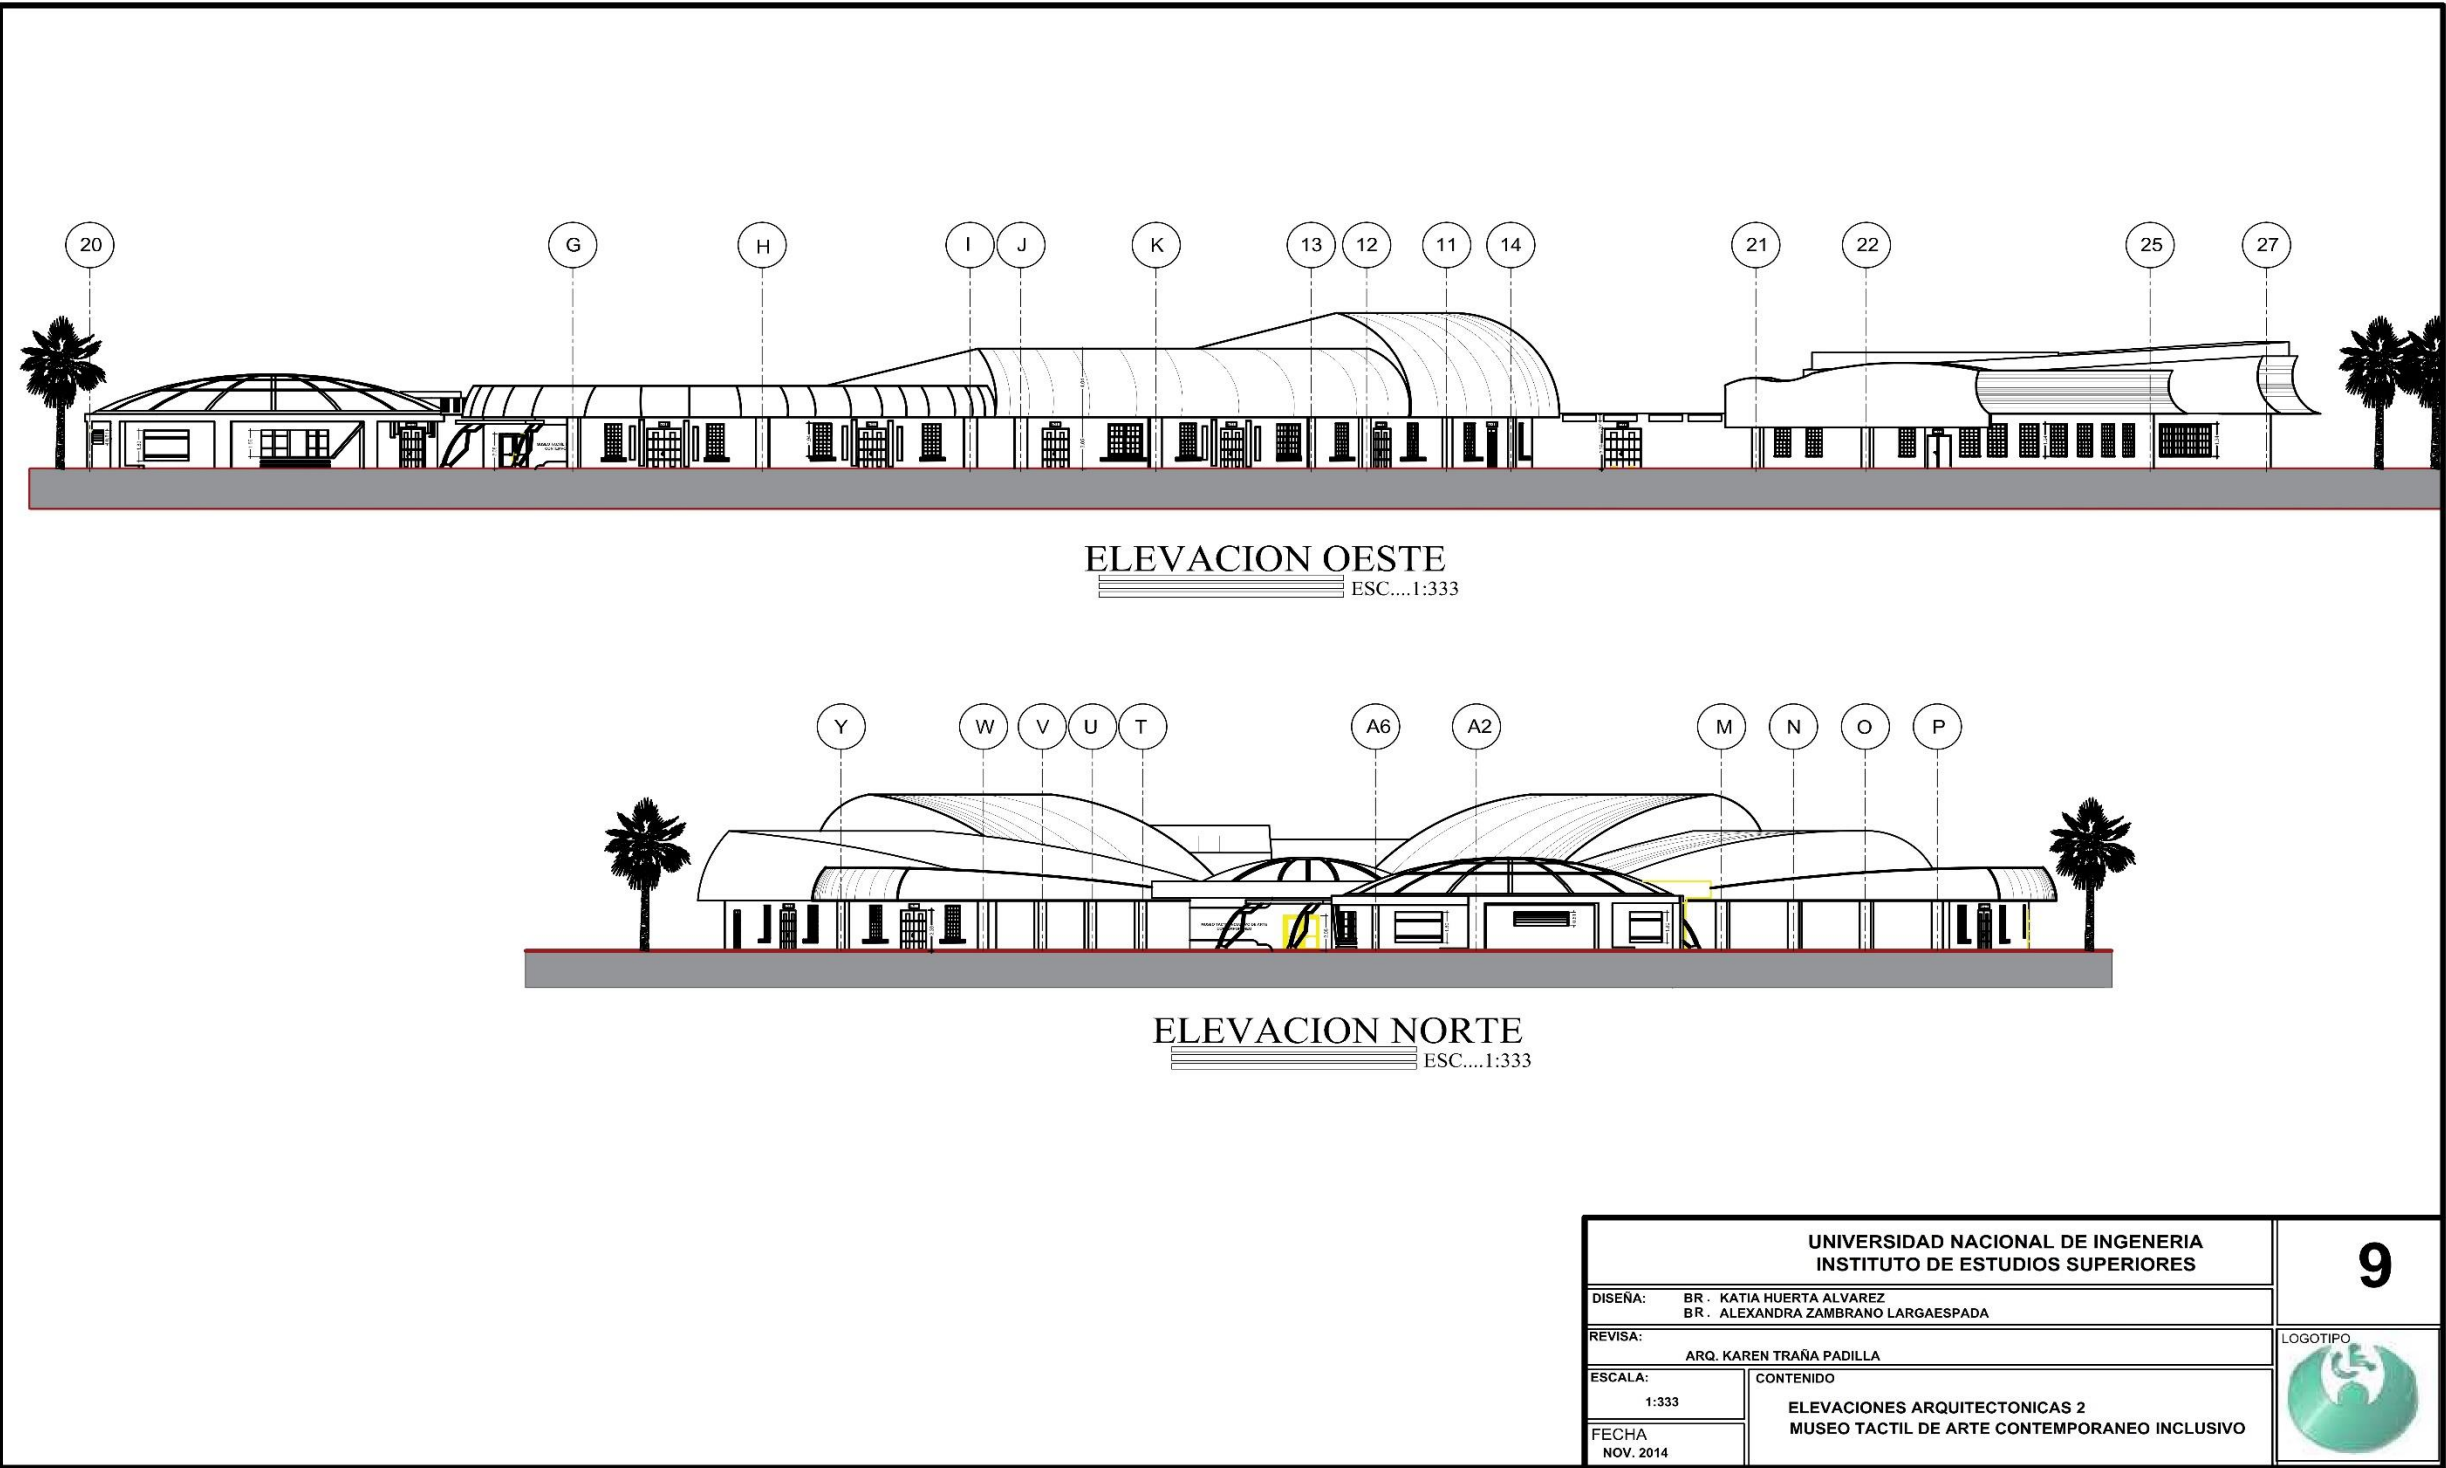 20 G H I J K 13 12 11 14 21 22 25 27
ELEVACION OESTE
ESC....1:333
Y W V U T A6 A2 M N O P
ELEVACION NORTE
ESC....1:333
UNIVERSIDAD NACIONAL DE INGENERIA
INSTITUTO DE ESTUDIOS SUPERIORES
9
DISEÑA: BR. KATIA HUERTA ALVAREZ
BR. ALEXANDRA ZAMBRANO LARGAESPADA
REVISA:
ARQ. KAREN TRAÑA PADILLA
LOGOTIPO
ESCALA:
1:333
CONTENIDO
ELEVACIONES ARQUITECTONICAS 2
MUSEO TACTIL DE ARTE CONTEMPORANEO INCLUSIVO
FECHA
NOV. 2014